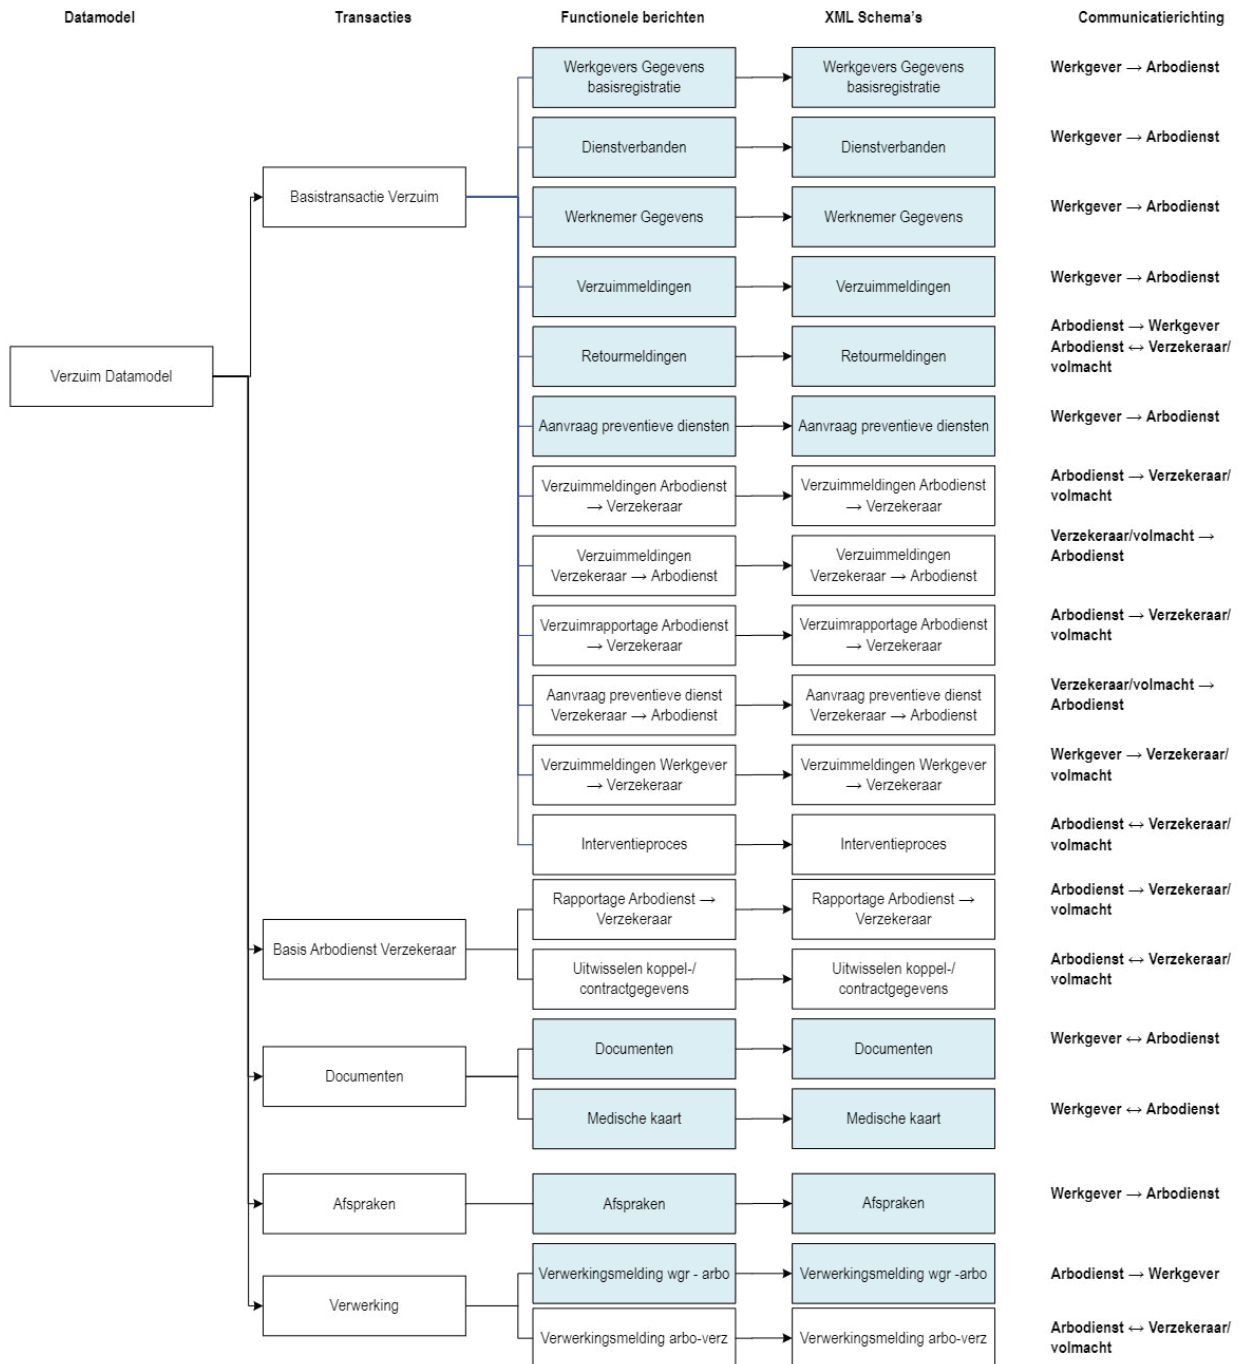 Datamodel
Transacties
Functionele berichten
XML Schema's
Communicatierichting
Werkgevers Gegevens
basisregistratie
Werkgevers Gegevens
basisregistratie
Werkgever → Arbodienst
Dienstverbanden
Dienstverbanden
Werkgever → Arbodienst
Basistransactie Verzuim
Werknemer Gegevens
Werknemer Gegevens
Werkgever → Arbodienst
Verzuimmeldingen
Verzuimmeldingen
Werkgever → Arbodienst
Verzuim Datamodel
Retourmeldingen
Retourmeldingen
Arbodienst → Werkgever
Arbodienst ↔ Verzekeraar/
volmacht
Aanvraag preventieve diensten
Aanvraag preventieve diensten
Werkgever → Arbodienst
Verzuimmeldingen Arbodienst
→ Verzekeraar
Verzuimmeldingen Arbodienst
→ Verzekeraar
Arbodienst → Verzekeraar/
volmacht
Verzuimmeldingen
Verzekeraar → Arbodienst
Verzuimmeldingen
Verzekeraar → Arbodienst
Verzekeraar/volmacht →
Arbodienst
Verzuimrapportage Arbodienst
→ Verzekeraar
Verzuimrapportage Arbodienst
→ Verzekeraar
Arbodienst → Verzekeraar/
volmacht
Aanvraag preventieve dienst
Verzekeraar → Arbodienst
Aanvraag preventieve dienst
Verzekeraar → Arbodienst
Verzekeraar/volmacht →
Arbodienst
Verzuimmeldingen Werkgever
→ Verzekeraar
Verzuimmeldingen Werkgever
→ Verzekeraar
Werkgever → Verzekeraar/
volmacht
Interventieproces
Interventieproces
Arbodienst ↔ Verzekeraar/
volmacht
Basis Arbodienst Verzekeraar
Rapportage Arbodienst →
Verzekeraar
Rapportage Arbodienst →
Verzekeraar
Arbodienst → Verzekeraar/
volmacht
Uitwisselen koppel-/
contractgegevens
Uitwisselen koppel-/
contractgegevens
Arbodienst ↔ Verzekeraar/
volmacht
Documenten
Documenten
Documenten
Werkgever ↔ Arbodienst
Medische kaart
Medische kaart
Werkgever ↔ Arbodienst
Afspraken
Afspraken
Afspraken
Werkgever → Arbodienst
Verwerking
Verwerkingsmelding wgr - arbo
Verwerkingsmelding wgr -arbo
Arbodienst → Werkgever
Verwerkingsmelding arbo-verz
Verwerkingsmelding arbo-verz
Arbodienst ↔ Verzekeraar/
volmacht